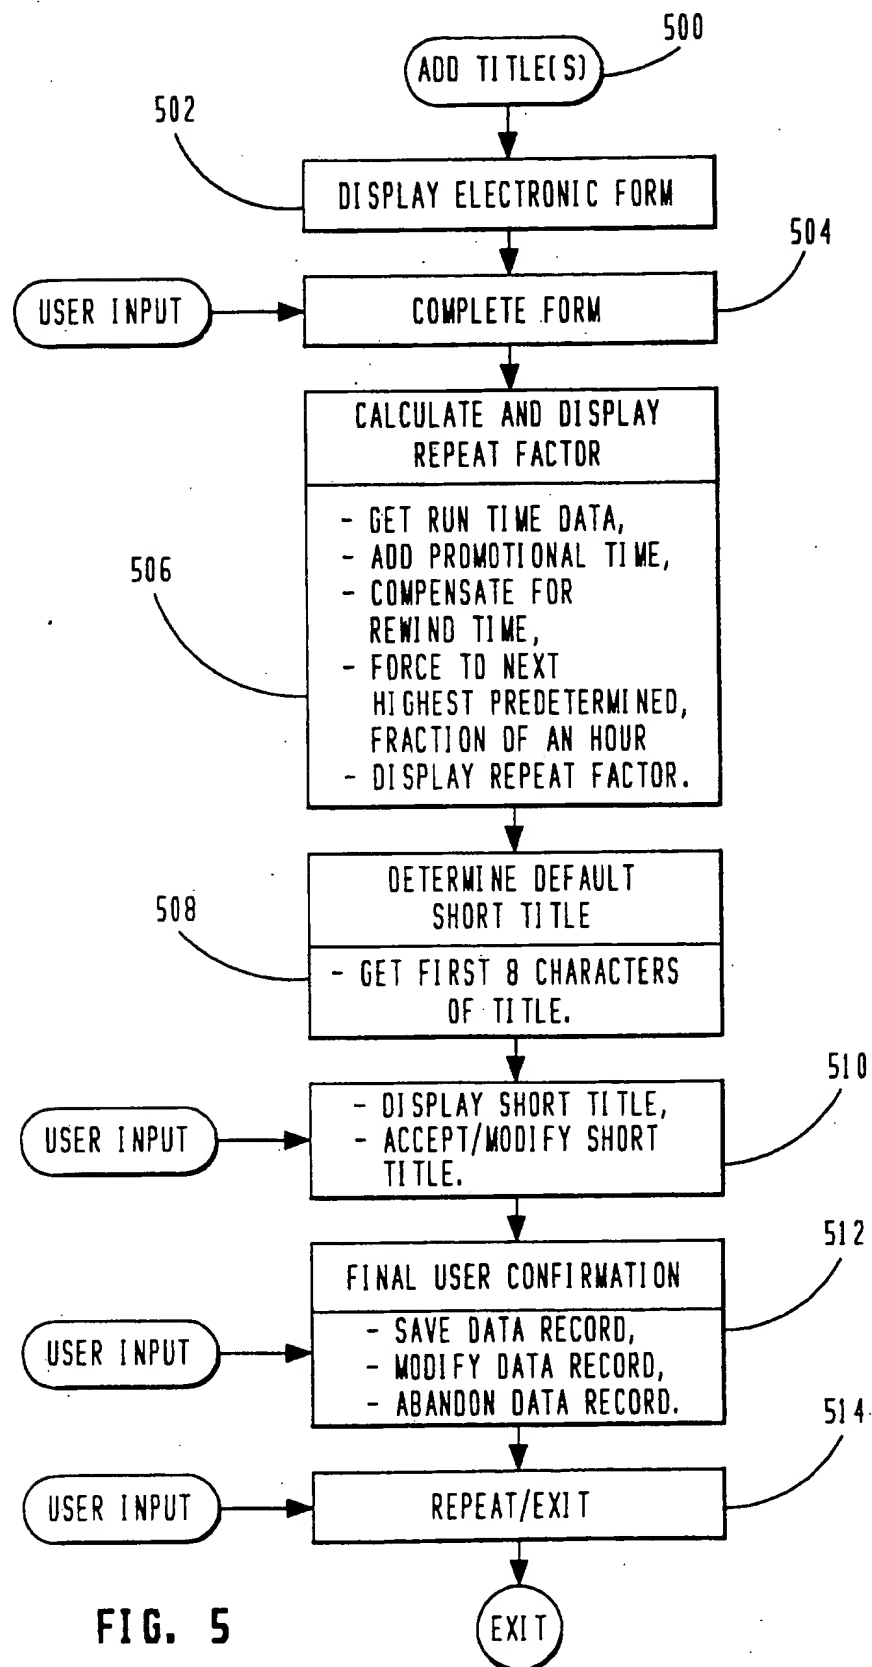 500
ADD TITLE(S)
502
DISPLAY ELECTRONIC FORM
504
USER INPUT
COMPLETE FORM
CALCULATE AND DISPLAY
REPEAT FACTOR
- GET RUN TIME DATA,
- ADD PROMOTIONAL TIME,
506
- COMPENSATE FOR
REWIND TIME,
- FORCE TO NEXT
HIGHEST PREDETERMINED,
FRACTION OF AN HOUR
- DISPLAY REPEAT FACTOR.
DETERMINE DEFAULT
SHORT TITLE
508
- GET FIRST 8 CHARACTERS
OF TITLE.
510
- DISPLAY SHORT TITLE,
USER INPUT
- ACCEPT/MODIFY SHORT
TITLE.
512
FINAL USER CONFIRMATION
- SAVE DATA RECORD,
USER INPUT
- MODIFY DATA RECORD,
- ABANDON DATA RECORD.
514
USER INPUT
REPEAT/EXIT
FIG. 5
EXIT